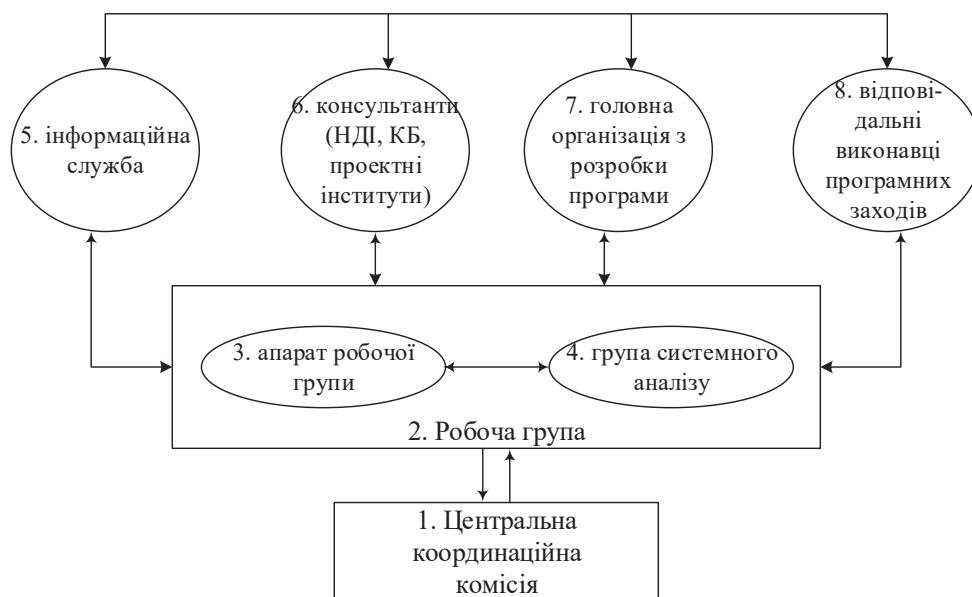 5. інформаційна
служба
6. консультанти
(НДІ, КБ,
проектні
інститути)
7. головна
організація з
розробки
програми
8. відпові-
дальні
виконавці
програмних
заходів
3. апарат робочої
групи
4. група системного
аналізу
2. Робоча група
1. Центральна
координаційна
комісія